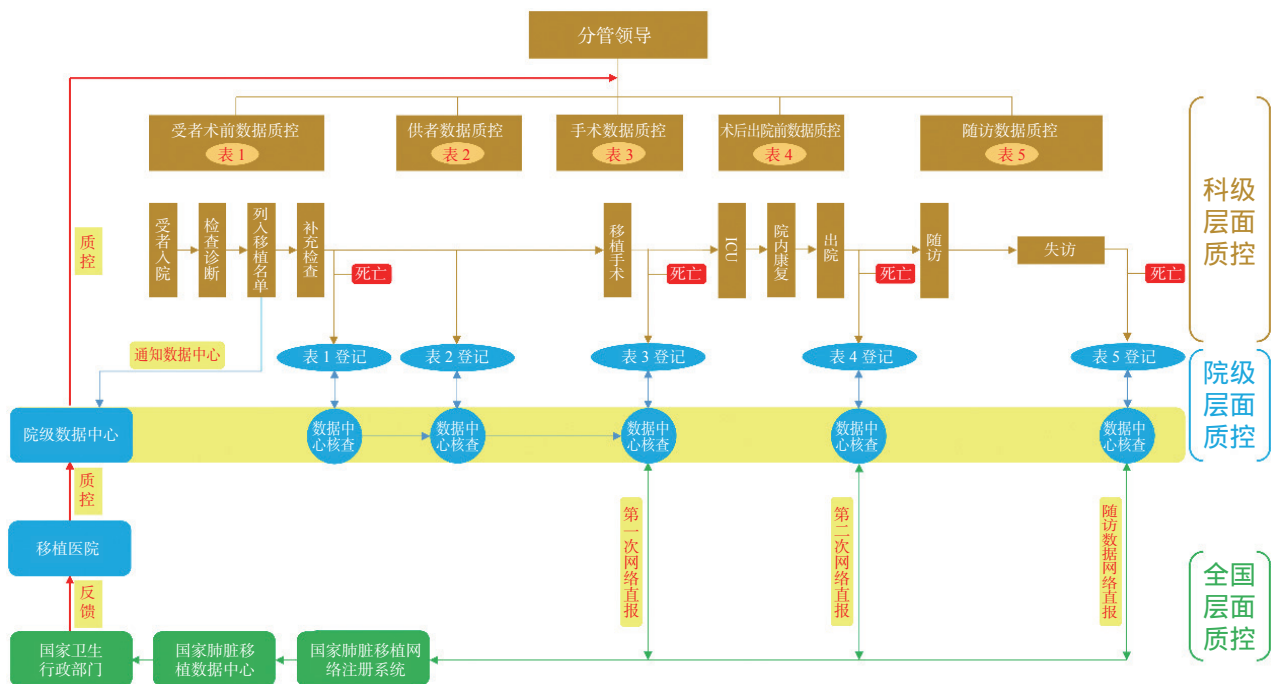 分管领导
受者术前数据质控
表 1
供者数据质控
表 2
手术数据质控
表 3
术后出院前数据质控
表 4
随访数据质控
表 5
科级
层面
质控
受者入院
检查诊断
列入移植名单
补充检查
移植手术
ICU
院内康复
出院
随访
失访
死亡
死亡
死亡
死亡
质控
通知数据中心
表 1 登记
表 2 登记
表 3 登记
表 4 登记
表 5 登记
院级
层面
质控
院级数据中心
数据中
心核查
数据中
心核查
数据中
心核查
数据中
心核查
数据中
心核查
质控
移植医院
反馈
第一次网络直报
第二次网络直报
随访数据网络直报
全国
层面
质控
国家卫生
行政部门
国家肺脏移
植数据中心
国家肺脏移植网
络注册系统